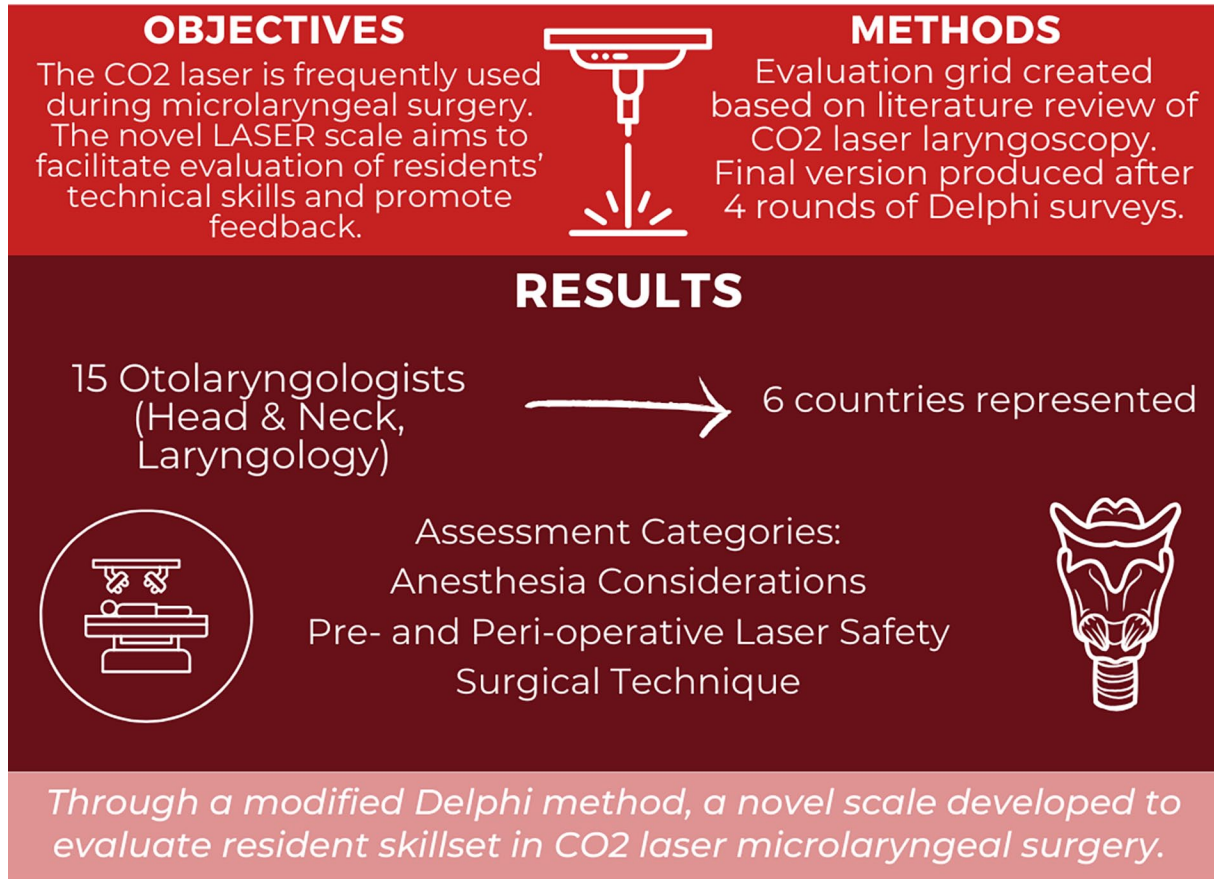 OBJECTIVES
The CO2 laser is frequently used
during microlaryngeal surgery.
The novel LASER scale aims to
facilitate evaluation of residents’
technical skills and promote
feedback.
METHODS
Evaluation grid created
based on literature review of
CO2 laser laryngoscopy.
Final version produced after
4 rounds of Delphi surveys.
RESULTS
15 Otolaryngologists
(Head & Neck,
Laryngology)
6 countries represented
Assessment Categories:
Anesthesia Considerations
Pre- and Peri-operative Laser Safety
Surgical Technique
Through a modified Delphi method, a novel scale developed to
evaluate resident skillset in CO2 laser microlaryngeal surgery.